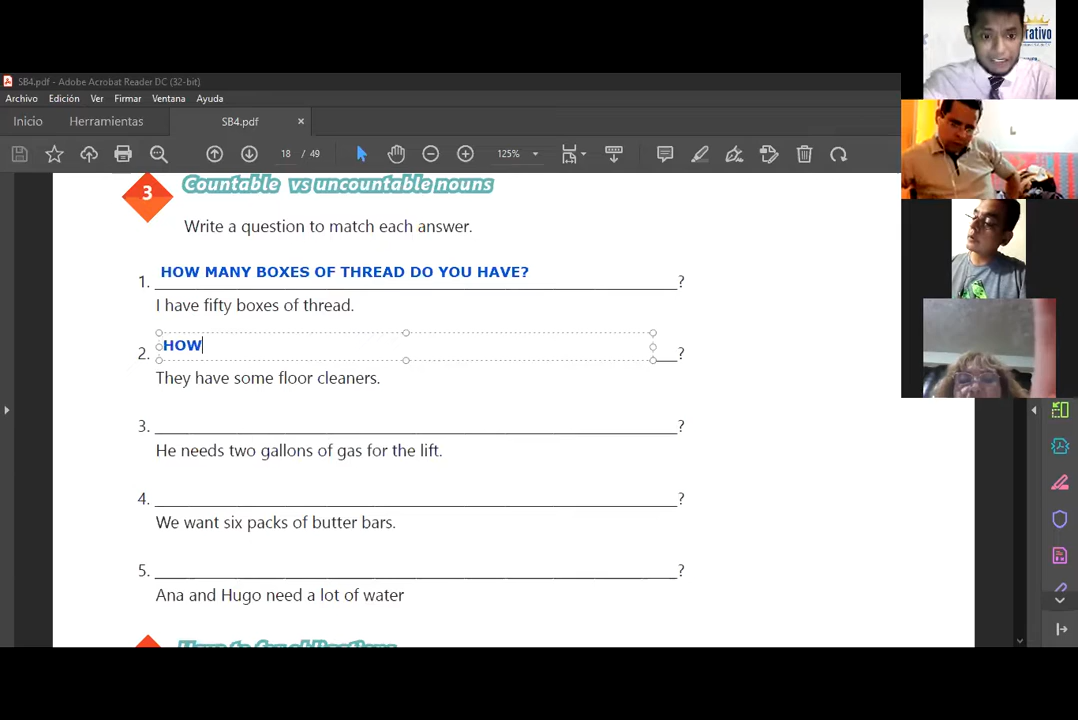 rativo
SB4.pdf - Adobe Acrobat Reader DC (32-bit)
Archivo Edición Ver Firmar Ventana Ayuda
Inicio Herramientas SB4.pdf ×
18 / 49 125%
3 Countable vs uncountable nouns
Write a question to match each answer.
1. HOW MANY BOXES OF THREAD DO YOU HAVE? ?
I have fifty boxes of thread.
2. HOW ?
They have some floor cleaners.
3. ?
He needs two gallons of gas for the lift.
4. ?
We want six packs of butter bars.
5. ?
Ana and Hugo need a lot of water